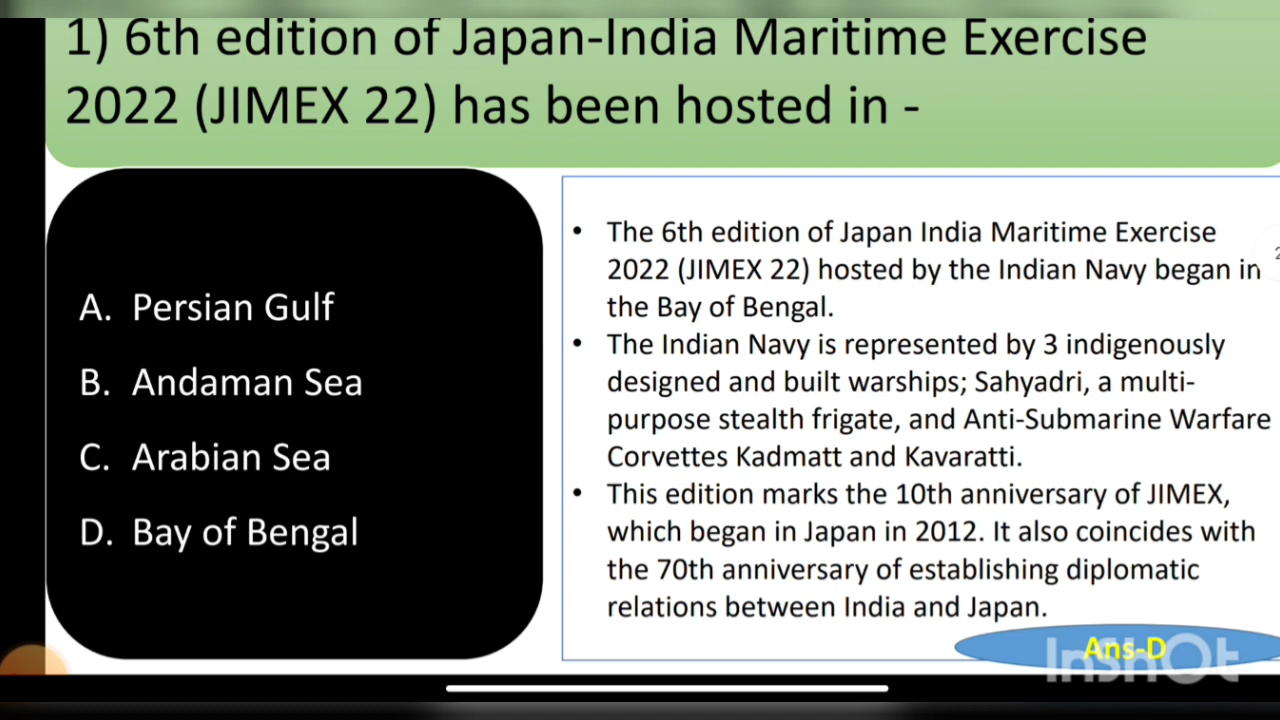 1) 6th edition of Japan-India Maritime Exercise
2022 (JIMEX 22) has been hosted in -
A. Persian Gulf
B. Andaman Sea
C. Arabian Sea
D. Bay of Bengal
• The 6th edition of Japan India Maritime Exercise
2022 (JIMEX 22) hosted by the Indian Navy began in
the Bay of Bengal.
• The Indian Navy is represented by 3 indigenously
designed and built warships; Sahyadri, a multi-
purpose stealth frigate, and Anti-Submarine Warfare
Corvettes Kadmatt and Kavaratti.
• This edition marks the 10th anniversary of JIMEX,
which began in Japan in 2012. It also coincides with
the 70th anniversary of establishing diplomatic
relations between India and Japan.
Ans-D
InShOt
2